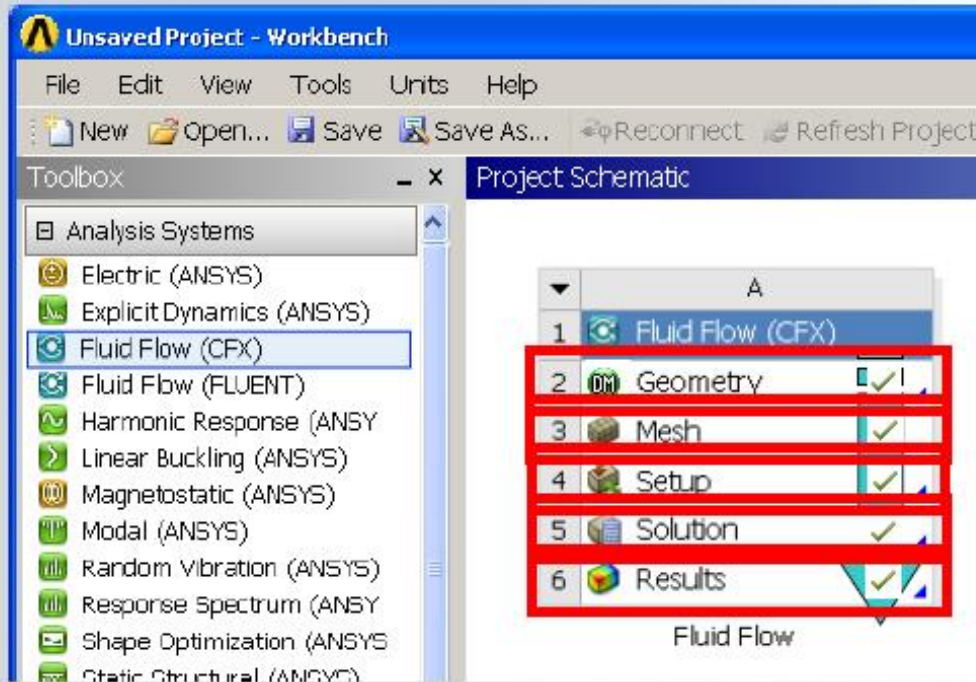 Unsaved Project - Workbench
File Edit View Tools Units Help
New Open... Save Save As... Reconnect Refresh Project
Toolbox
Analysis Systems
Electric (ANSYS)
Explicit Dynamics (ANSYS)
Fluid Flow (CFX)
Fluid Flow (FLUENT)
Harmonic Response (ANSY
Linear Buckling (ANSYS)
Magnetostatic (ANSYS)
Modal (ANSYS)
Random Vibration (ANSYS)
Response Spectrum (ANSY
Shape Optimization (ANSYS
Static Structural (ANSYS)
Project Schematic
A
1 Fluid Flow (CFX)
2 DM Geometry
3 Mesh
4 Setup
5 Solution
6 Results
Fluid Flow